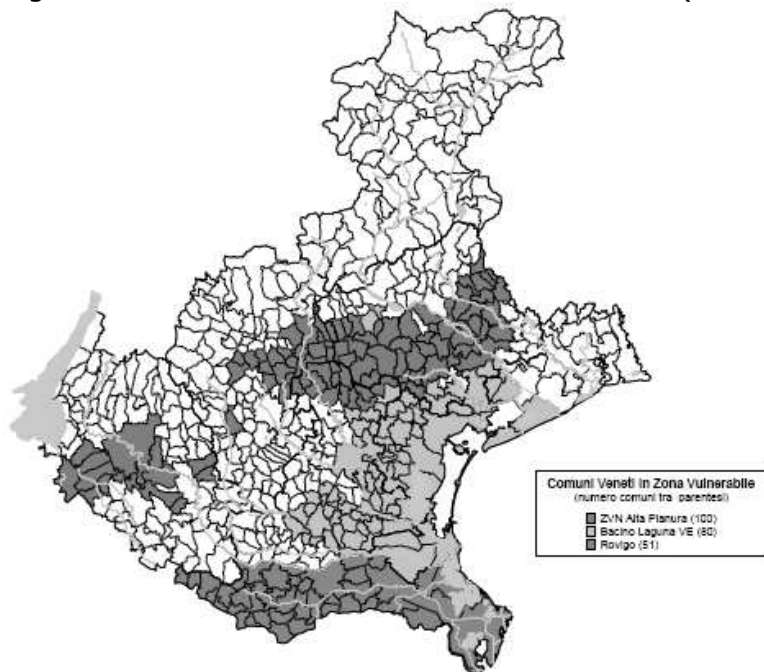 Comuni Veneti in Zona Vulnerabile
(numero comuni tra parentesi)
ZVN Alta Pianura (100)
Bacino Laguna VE (80)
Rovigo (51)